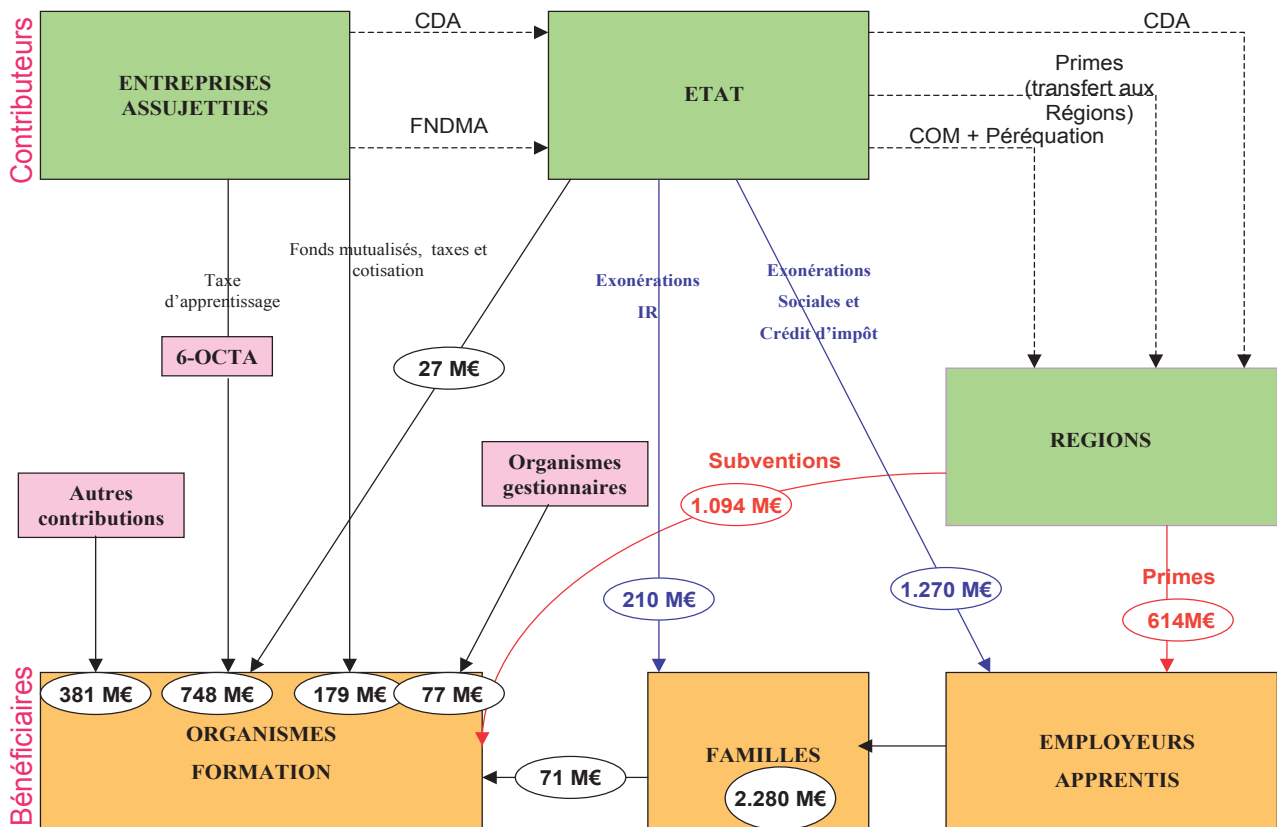 Contributeurs
ENTREPRISES
ASSUJETTIES
CDA
FNDMA
ETAT
CDA
Primes
(transfert aux
Régions)
COM + Péréquation
Taxe
d'apprentissage
Fonds mutualisés, taxes et
cotisation
Exonérations
IR
Exonérations
Sociales et
Crédit d'impôt
6-OCTA
27 M€
REGIONS
Autres
contributions
Organismes
gestionnaires
Subventions
1.094 M€
210 M€
1.270 M€
Primes
614M€
Bénéficiaires
381 M€
748 M€
179 M€
77 M€
ORGANISMES
FORMATION
71 M€
FAMILLES
2.280 M€
EMPLOYEURS
APPRENTIS